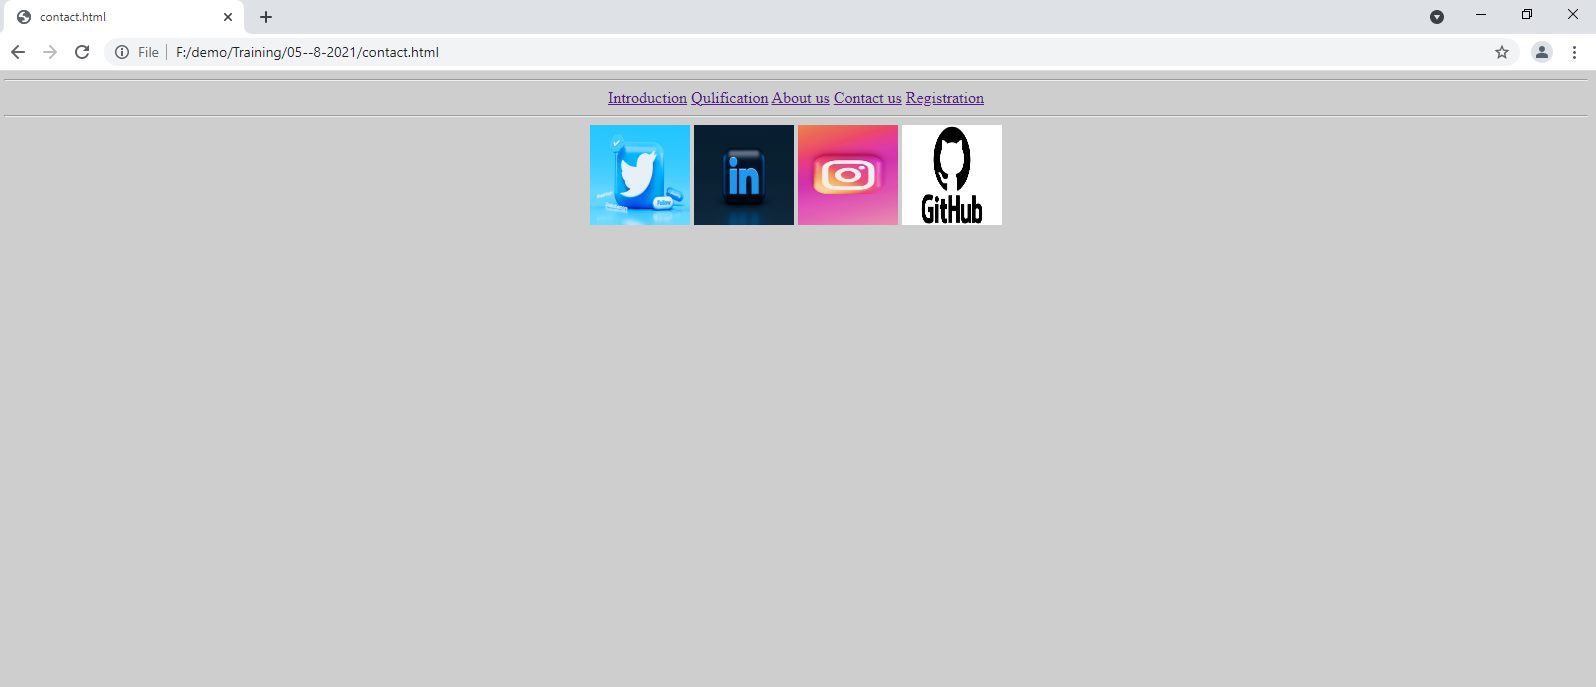 contact.html
File F:/demo/Training/05--8-2021/contact.html
Introduction Qulification About us Contact us Registration
Follow
in
GitHub